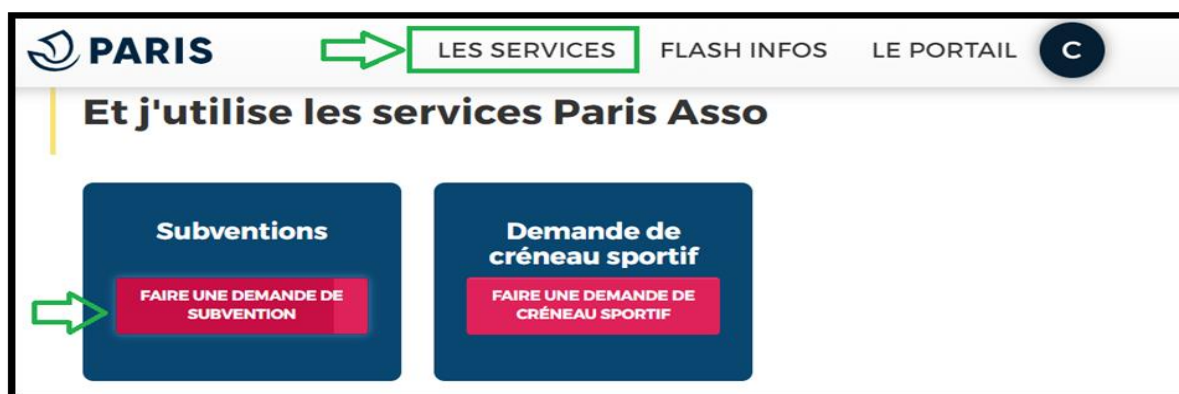 PARIS
LES SERVICES
FLASH INFOS
LE PORTAIL
C
Et j'utilise les services Paris Asso
Subventions
FAIRE UNE DEMANDE DE
SUBVENTION
Demande de
créneau sportif
FAIRE UNE DEMANDE DE
CRÉNEAU SPORTIF